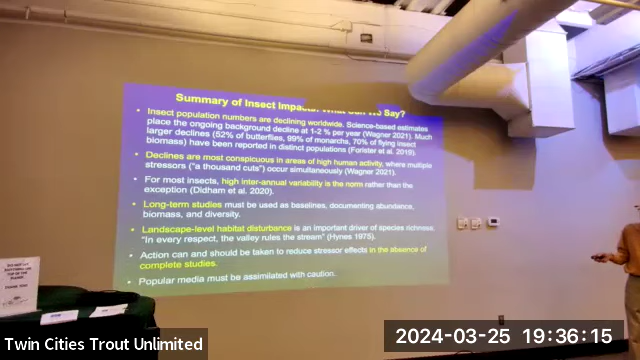 Summary of Insect Impacts: What Can We Say?
• Insect population numbers are declining worldwide. Science-based estimates
place the ongoing background decline at 1-2 % per year (Wagner 2021). Much
larger declines (52% of butterflies, 99% of monarchs, 70% of flying insect
biomass) have been reported in distinct populations (Forister et al. 2019).
• Declines are most conspicuous in areas of high human activity, where multiple
stressors ("a thousand cuts") occur simultaneously (Wagner 2021).
• For most insects, high inter-annual variability is the norm rather than the
exception (Didham et al. 2020).
• Long-term studies must be used as baselines, documenting abundance,
biomass, and diversity.
• Landscape-level habitat disturbance is an important driver of species richness.
"In every respect, the valley rules the stream" (Hynes 1975).
• Action can and should be taken to reduce stressor effects in the absence of
complete studies.
• Popular media must be assimilated with caution.
Twin Cities Trout Unlimited
2024-03-25 19:36:15